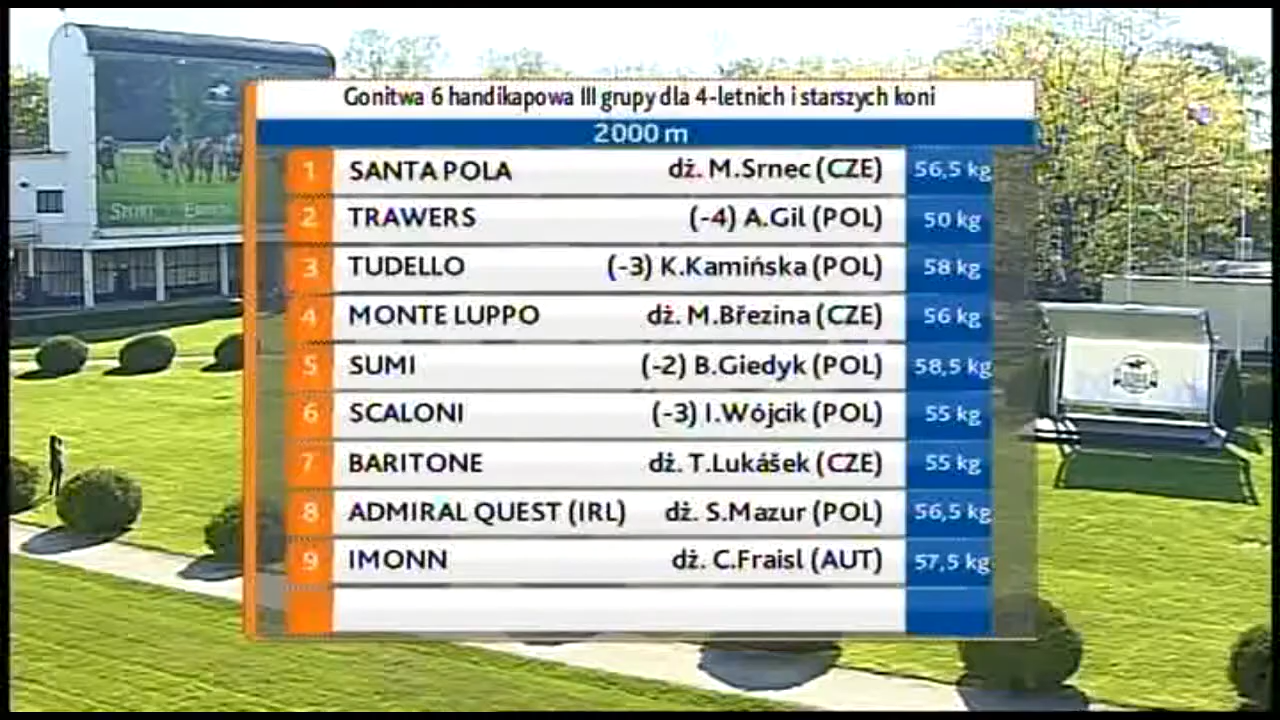 Gonitwa 6 handikapowa III grupy dla 4-letnich i starszych koni
2000 m
1 SANTA POLA dż. M.Srnec (CZE) 56,5 kg
2 TRAWERS (-4) A.Gil (POL) 50 kg
3 TUDELLO (-3) K.Kamińska (POL) 58 kg
4 MONTE LUPPO dż. M.Březina (CZE) 56 kg
5 SUMI (-2) B.Giedyk (POL) 58,5 kg
6 SCALONI (-3) I.Wójcik (POL) 55 kg
7 BARITONE dż. T.Lukášek (CZE) 55 kg
8 ADMIRAL QUEST (IRL) dż. S.Mazur (POL) 56,5 kg
9 IMONN dż. C.Fraisl (AUT) 57,5 kg